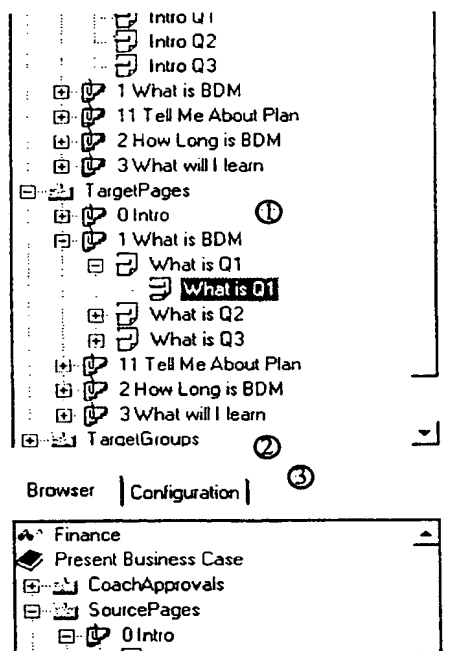 Intro Q1
Intro Q2
Intro Q3
1 What is BDM
11 Tell Me About Plan
2 How Long is BDM
3 What will I learn
TargetPages
0 Intro ①
1 What is BDM
What is Q1
What is Q1
What is Q2
What is Q3
11 Tell Me About Plan
2 How Long is BDM
3 What will I learn
TargetGroups ②
Browser Configuration ③
Finance
Present Business Case
CoachApprovals
SourcePages
0 Intro